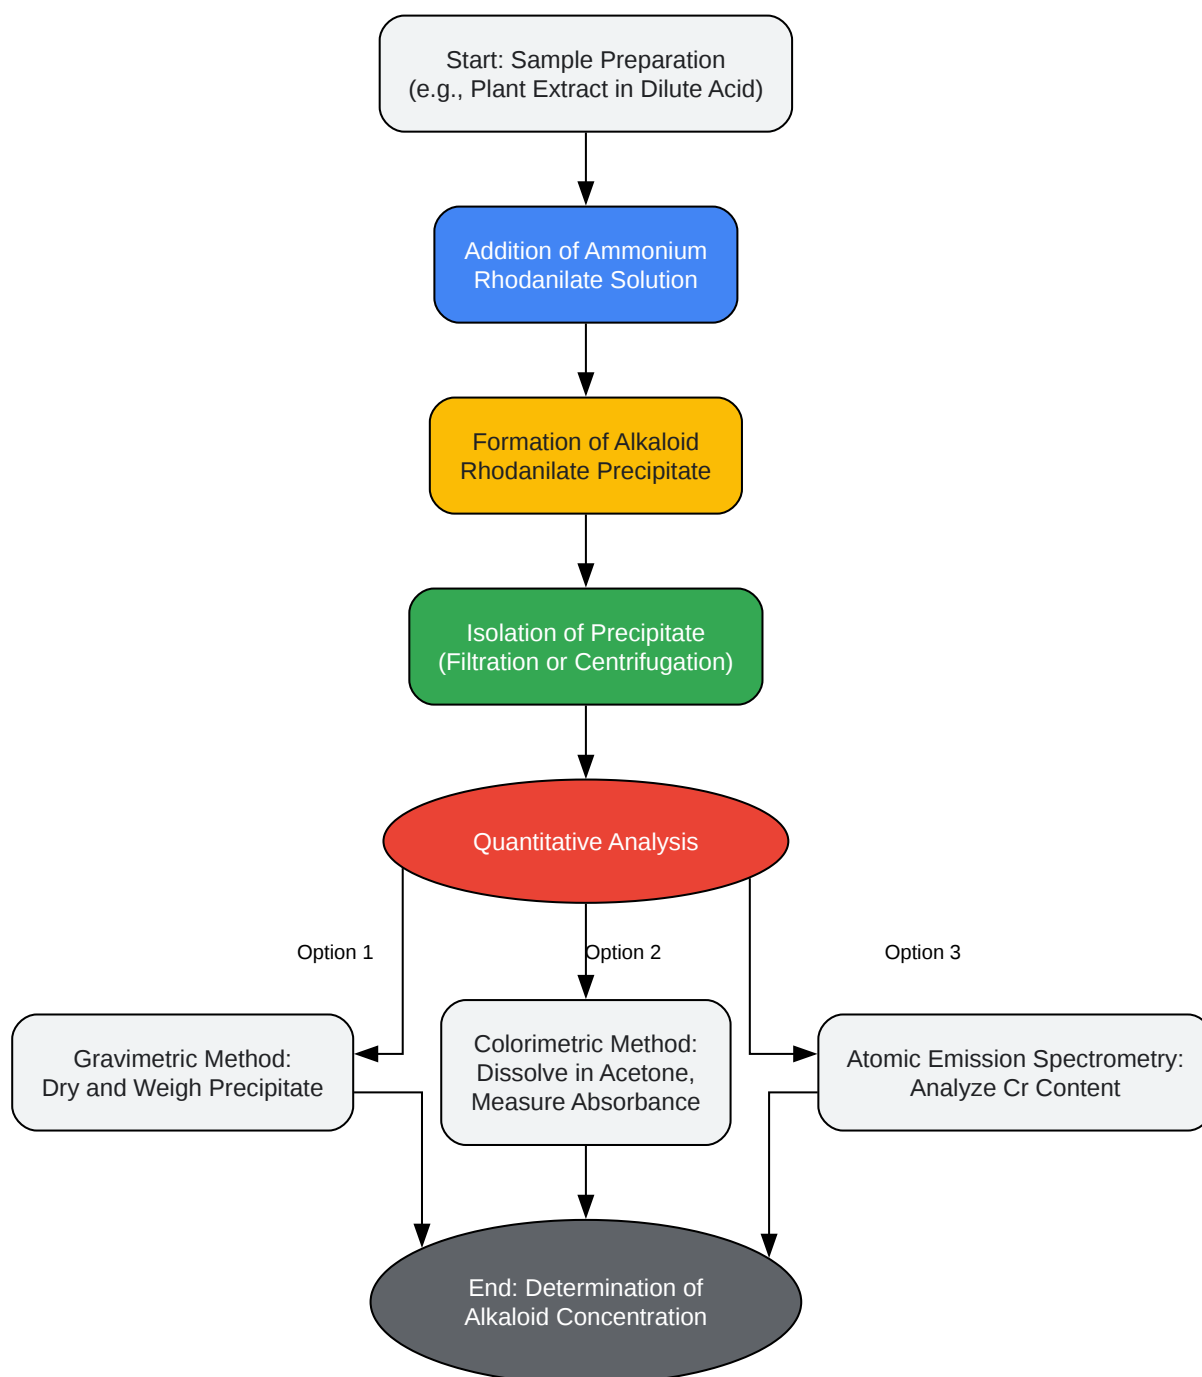 Start: Sample Preparation
(e.g., Plant Extract in Dilute Acid)
Addition of Ammonium
Rhodanilate Solution
Formation of Alkaloid
Rhodanilate Precipitate
Isolation of Precipitate
(Filtration or Centrifugation)
Quantitative Analysis
Option 1
Option 2
Option 3
Gravimetric Method:
Dry and Weigh Precipitate
Colorimetric Method:
Dissolve in Acetone,
Measure Absorbance
Atomic Emission Spectrometry:
Analyze Cr Content
End: Determination of
Alkaloid Concentration